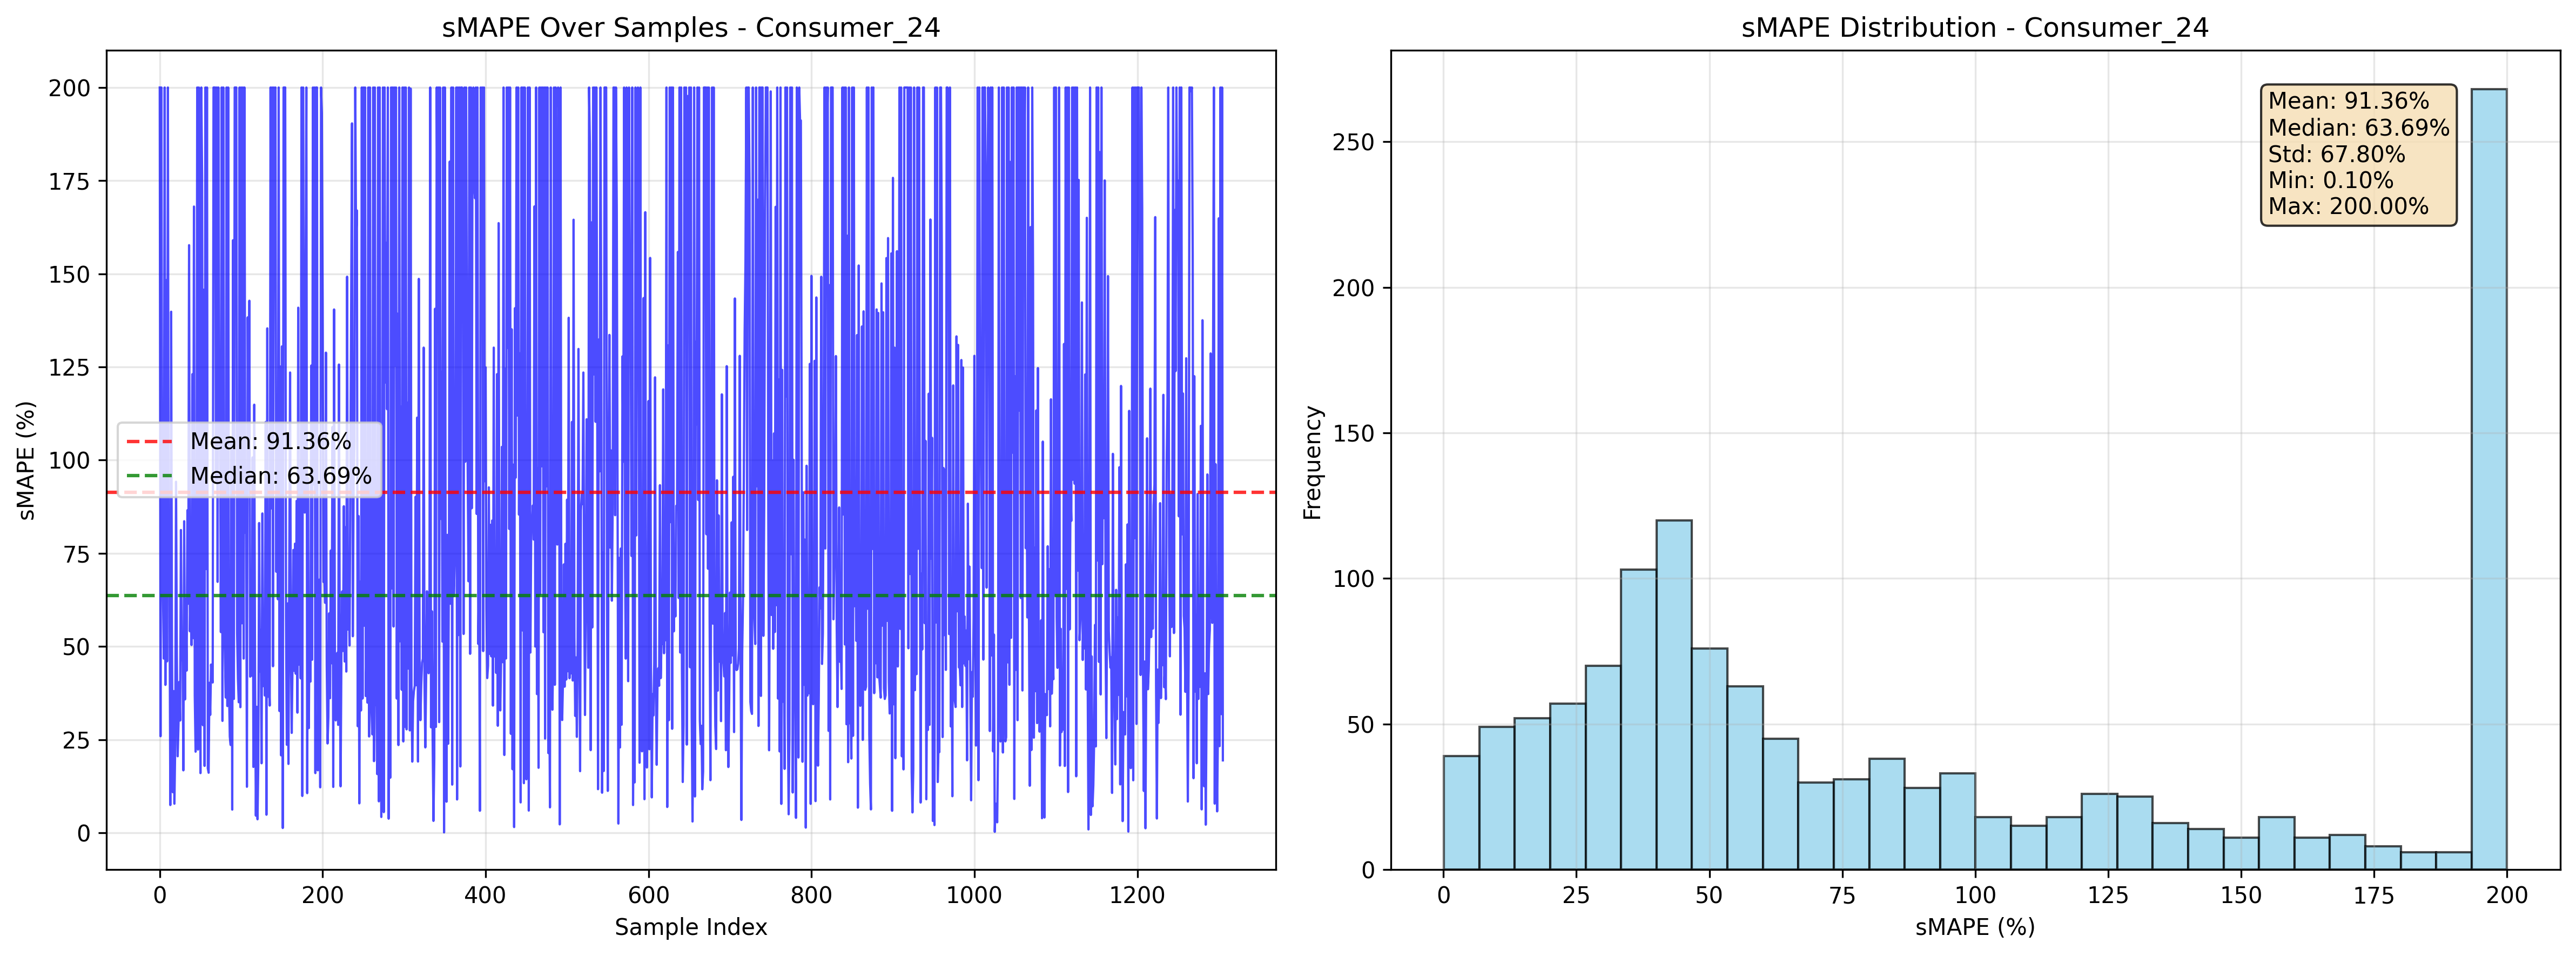 sMAPE Over Samples - Consumer_24
sMAPE (%)
200
175
150
125
100
75
50
25
0
Mean: 91.36%
Median: 63.69%
0
200
400
600
800
1000
1200
Sample Index
sMAPE Distribution - Consumer_24
Frequency
250
200
150
100
50
0
Mean: 91.36%
Median: 63.69%
Std: 67.80%
Min: 0.10%
Max: 200.00%
0
25
50
75
100
125
150
175
200
sMAPE (%)